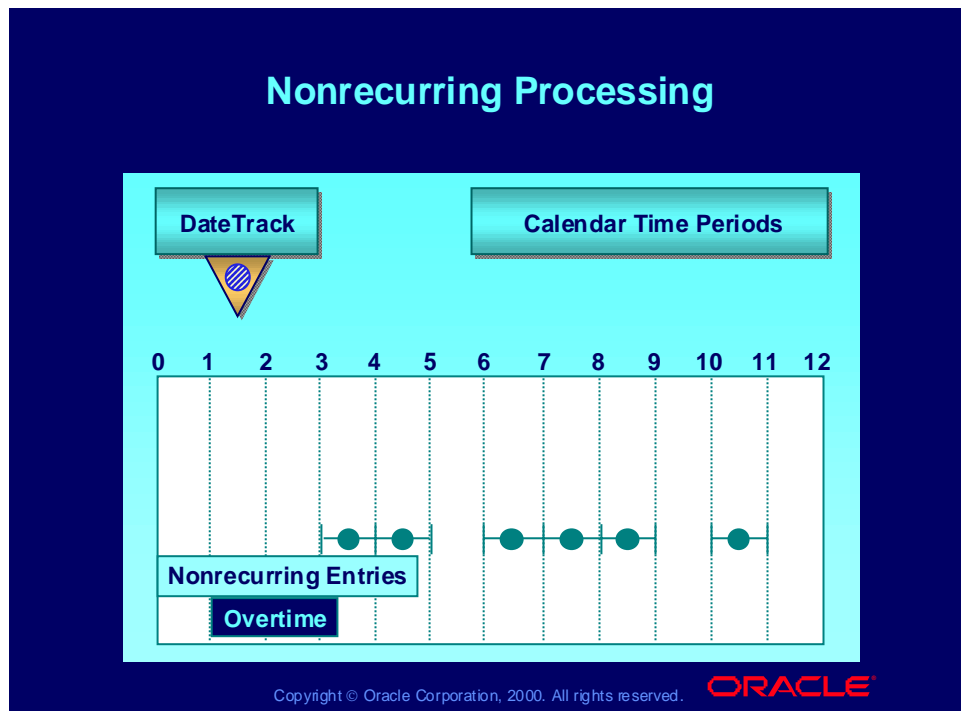 Nonrecurring Processing
DateTrack
Calendar Time Periods
0 1 2 3 4 5 6 7 8 9 10 11 12
Nonrecurring Entries
Overtime
Copyright © Oracle Corporation, 2000. All rights reserved.
ORACLE®